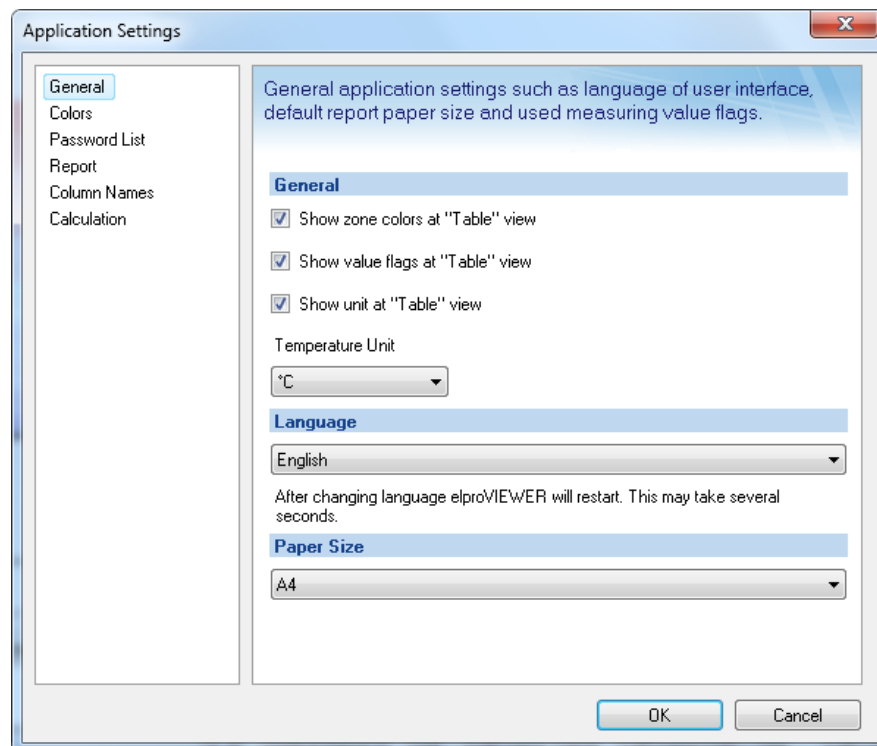 Application Settings
General
Colors
Password List
Report
Column Names
Calculation
General application settings such as language of user interface,
default report paper size and used measuring value flags.
General
Show zone colors at "Table" view
Show value flags at "Table" view
Show unit at "Table" view
Temperature Unit
°C
Language
English
After changing language elproVIEWER will restart. This may take several
seconds.
Paper Size
A4
OK
Cancel